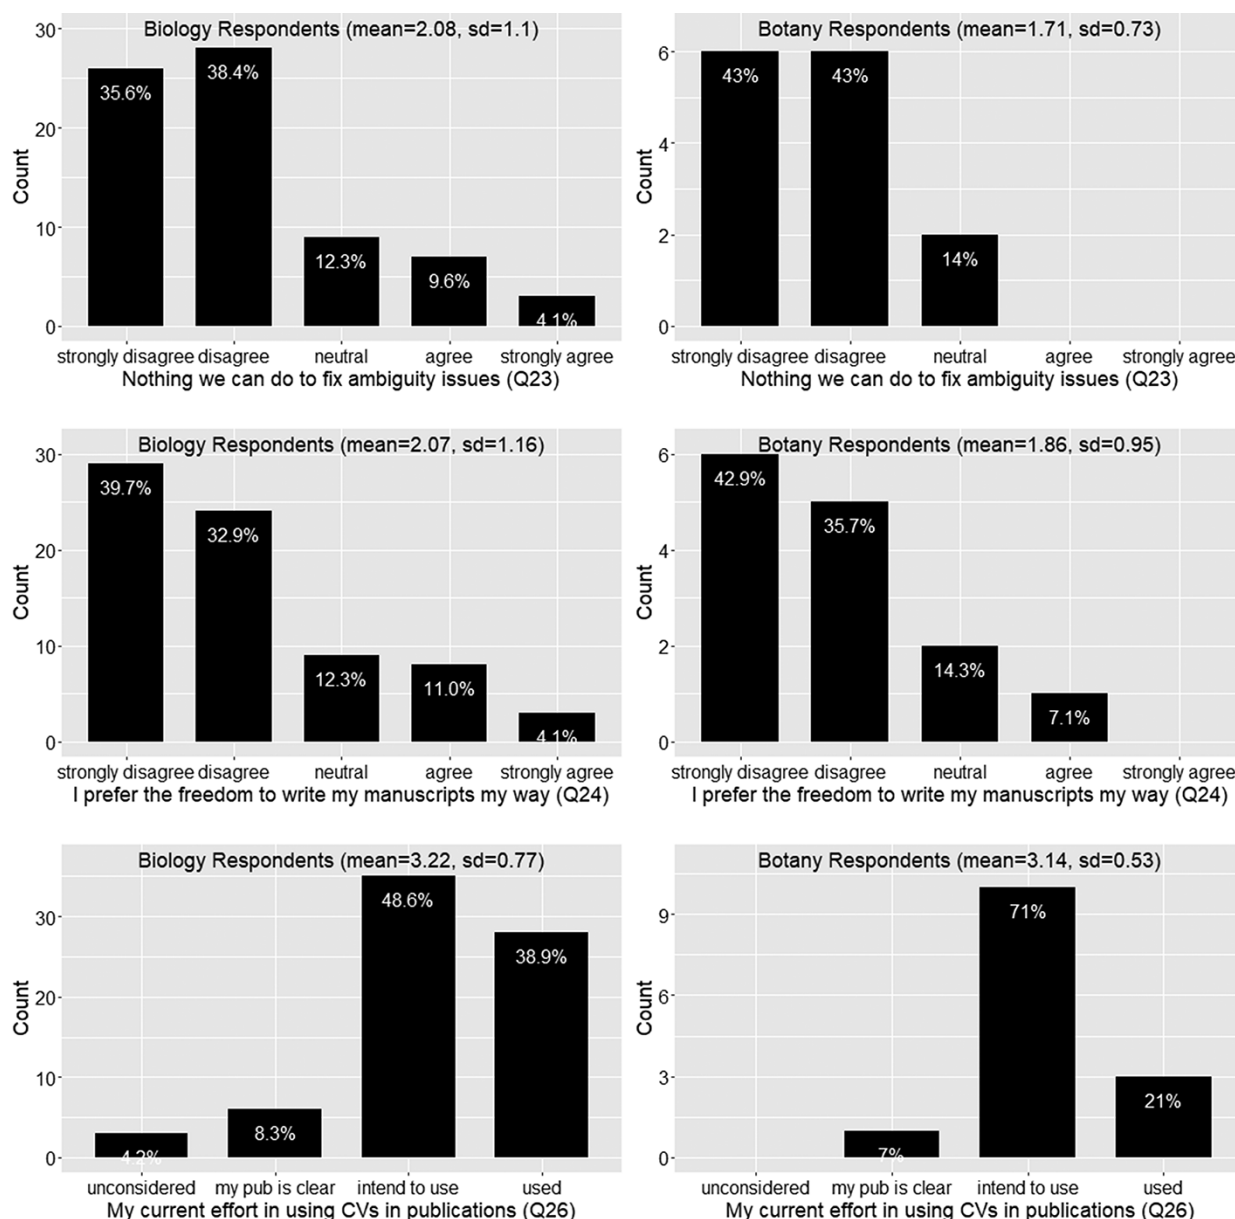 Biology Respondents (mean=2.08, sd=1.1)
30
20
10
0
Count
35.6%
38.4%
12.3%
9.6%
4.1%
strongly disagree disagree neutral agree strongly agree
Nothing we can do to fix ambiguity issues (Q23)
Botany Respondents (mean=1.71, sd=0.73)
6
4
2
0
Count
43%
43%
14%
strongly disagree disagree neutral agree strongly agree
Nothing we can do to fix ambiguity issues (Q23)
Biology Respondents (mean=2.07, sd=1.16)
30
20
10
0
Count
39.7%
32.9%
12.3%
11.0%
4.1%
strongly disagree disagree neutral agree strongly agree
I prefer the freedom to write my manuscripts my way (Q24)
Botany Respondents (mean=1.86, sd=0.95)
6
4
2
0
Count
42.9%
35.7%
14.3%
7.1%
strongly disagree disagree neutral agree strongly agree
I prefer the freedom to write my manuscripts my way (Q24)
Biology Respondents (mean=3.22, sd=0.77)
30
20
10
0
Count
4.2%
8.3%
48.6%
38.9%
unconsidered my pub is clear intend to use used
My current effort in using CVs in publications (Q26)
Botany Respondents (mean=3.14, sd=0.53)
9
6
3
0
Count
7%
71%
21%
unconsidered my pub is clear intend to use used
My current effort in using CVs in publications (Q26)